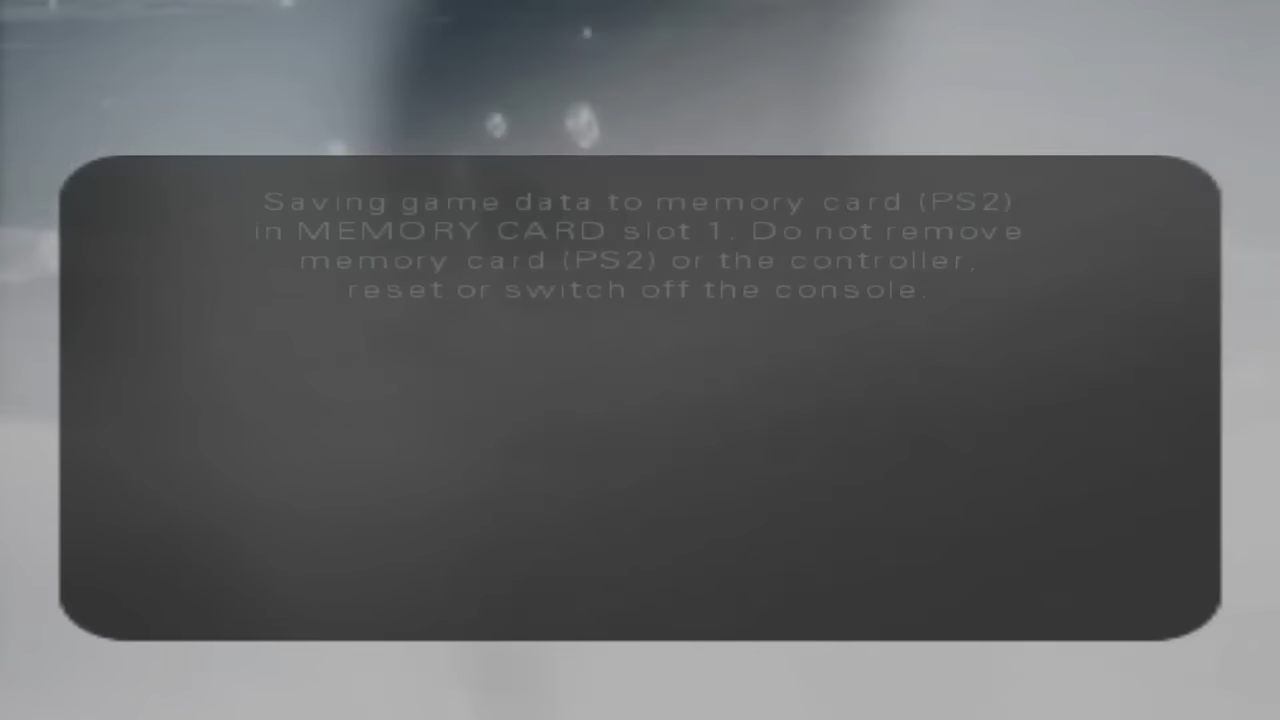 Saving game data to memory card (PS2)
in MEMORY CARD slot 1. Do not remove
memory card (PS2) or the controller,
reset or switch off the console.